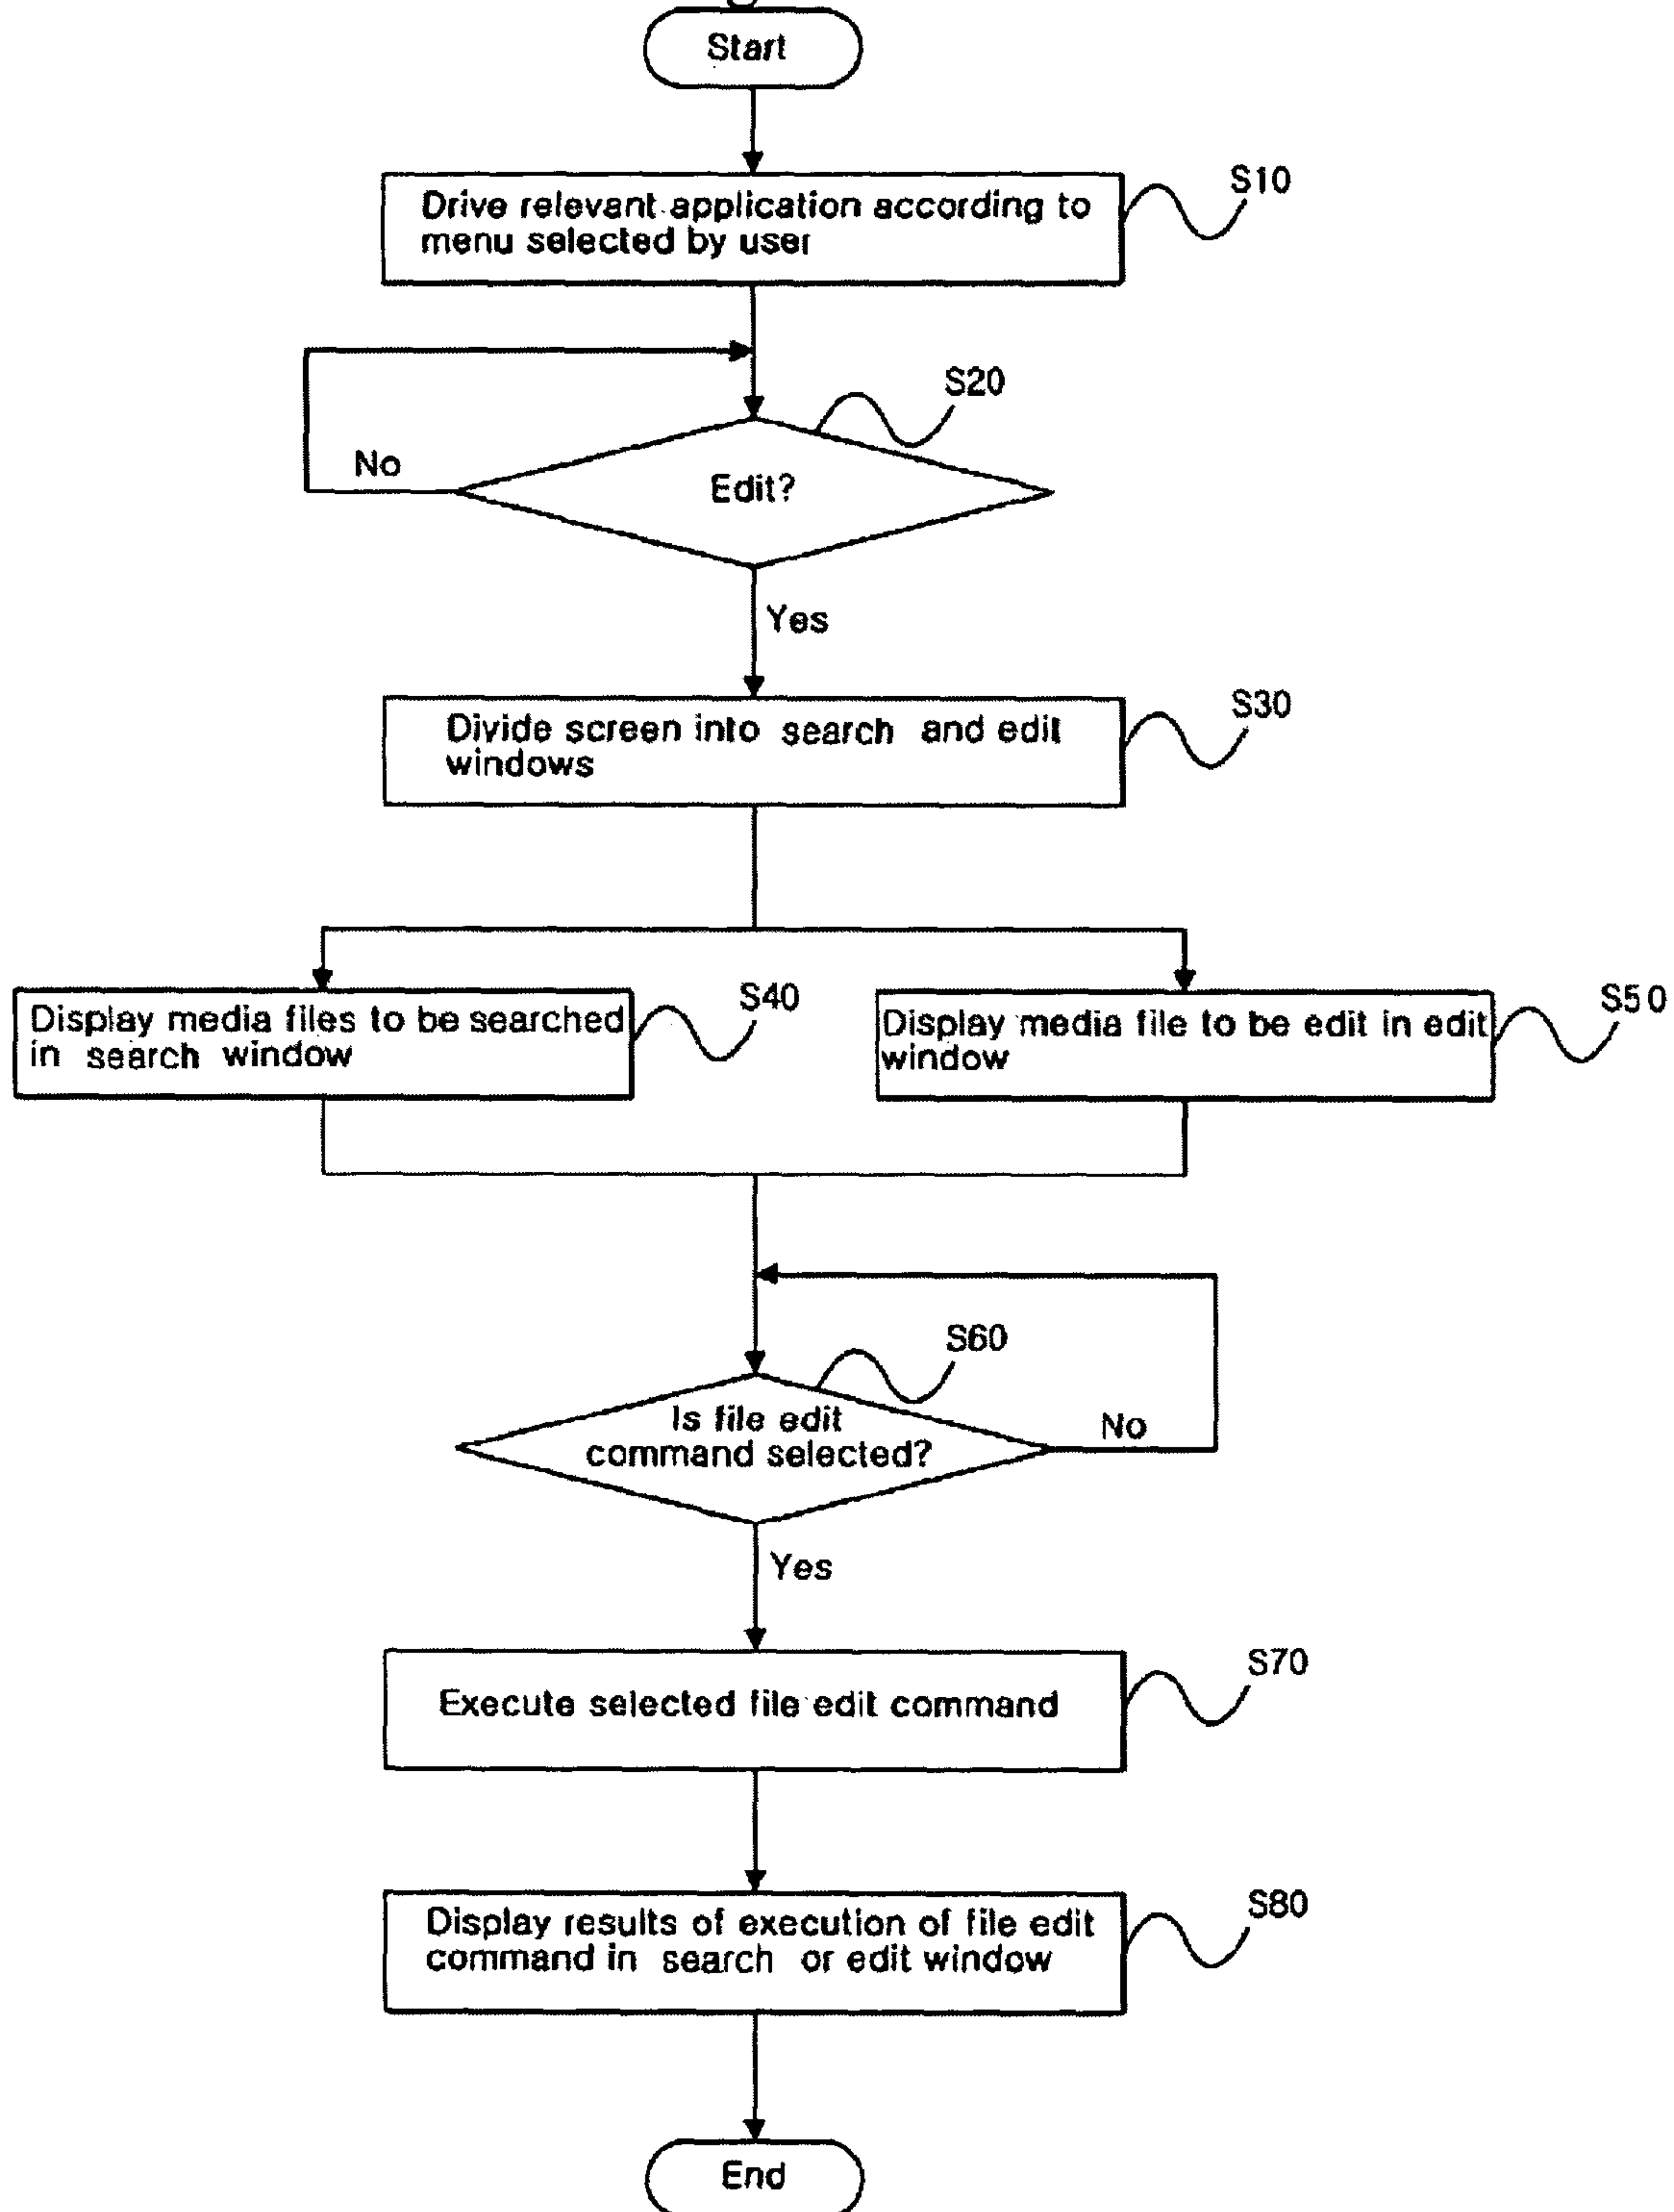 Start
Drive relevant application according to
menu selected by user
S10
S20
No
Edit?
Yes
Divide screen into search and edit
windows
S30
Display media files to be searched
in search window
S40
Display media file to be edit in edit
window
S50
S60
Is file edit
command selected?
No
Yes
Execute selected file edit command
S70
Display results of execution of file edit
command in search or edit window
S80
End